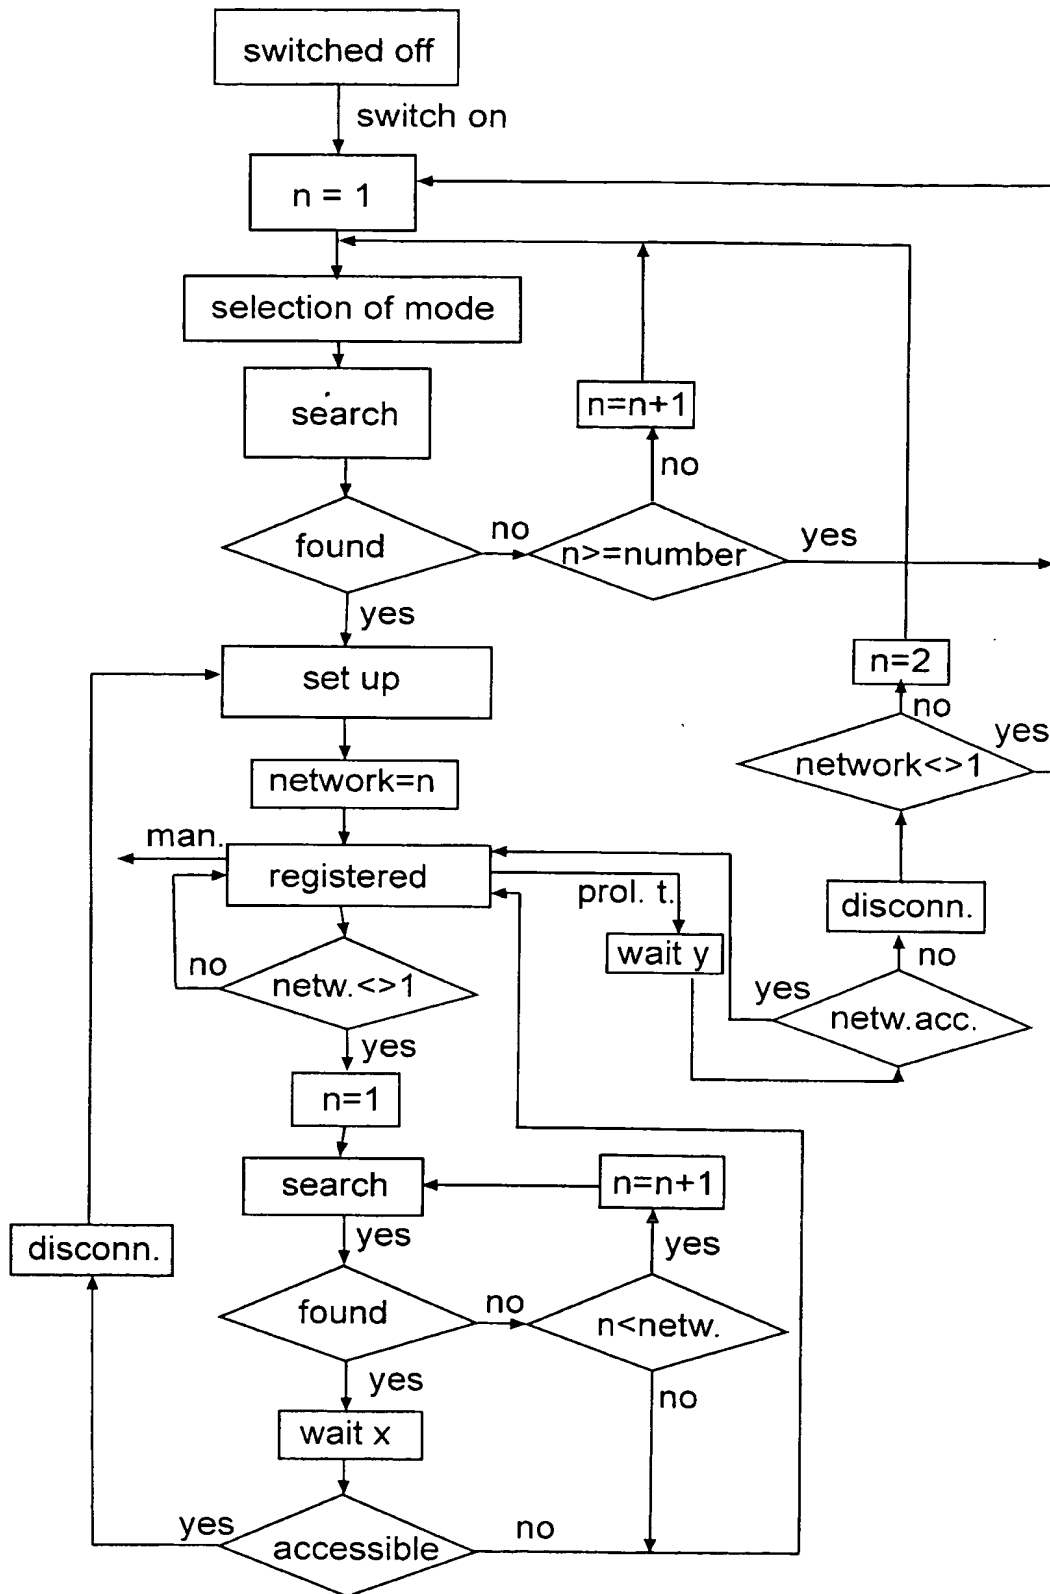 switched off
switch on
n = 1
selection of mode
search
n=n+1
no
found
no
n>=number
yes
yes
set up
n=2
no
yes
network<>1
network=n
man.
registered
prol. t.
disconn.
wait y
no
netw.<>1
no
yes
netw.acc.
yes
n=1
search
n=n+1
yes
yes
disconn.
found
no
n<netw.
yes
no
wait x
yes
accessible
no